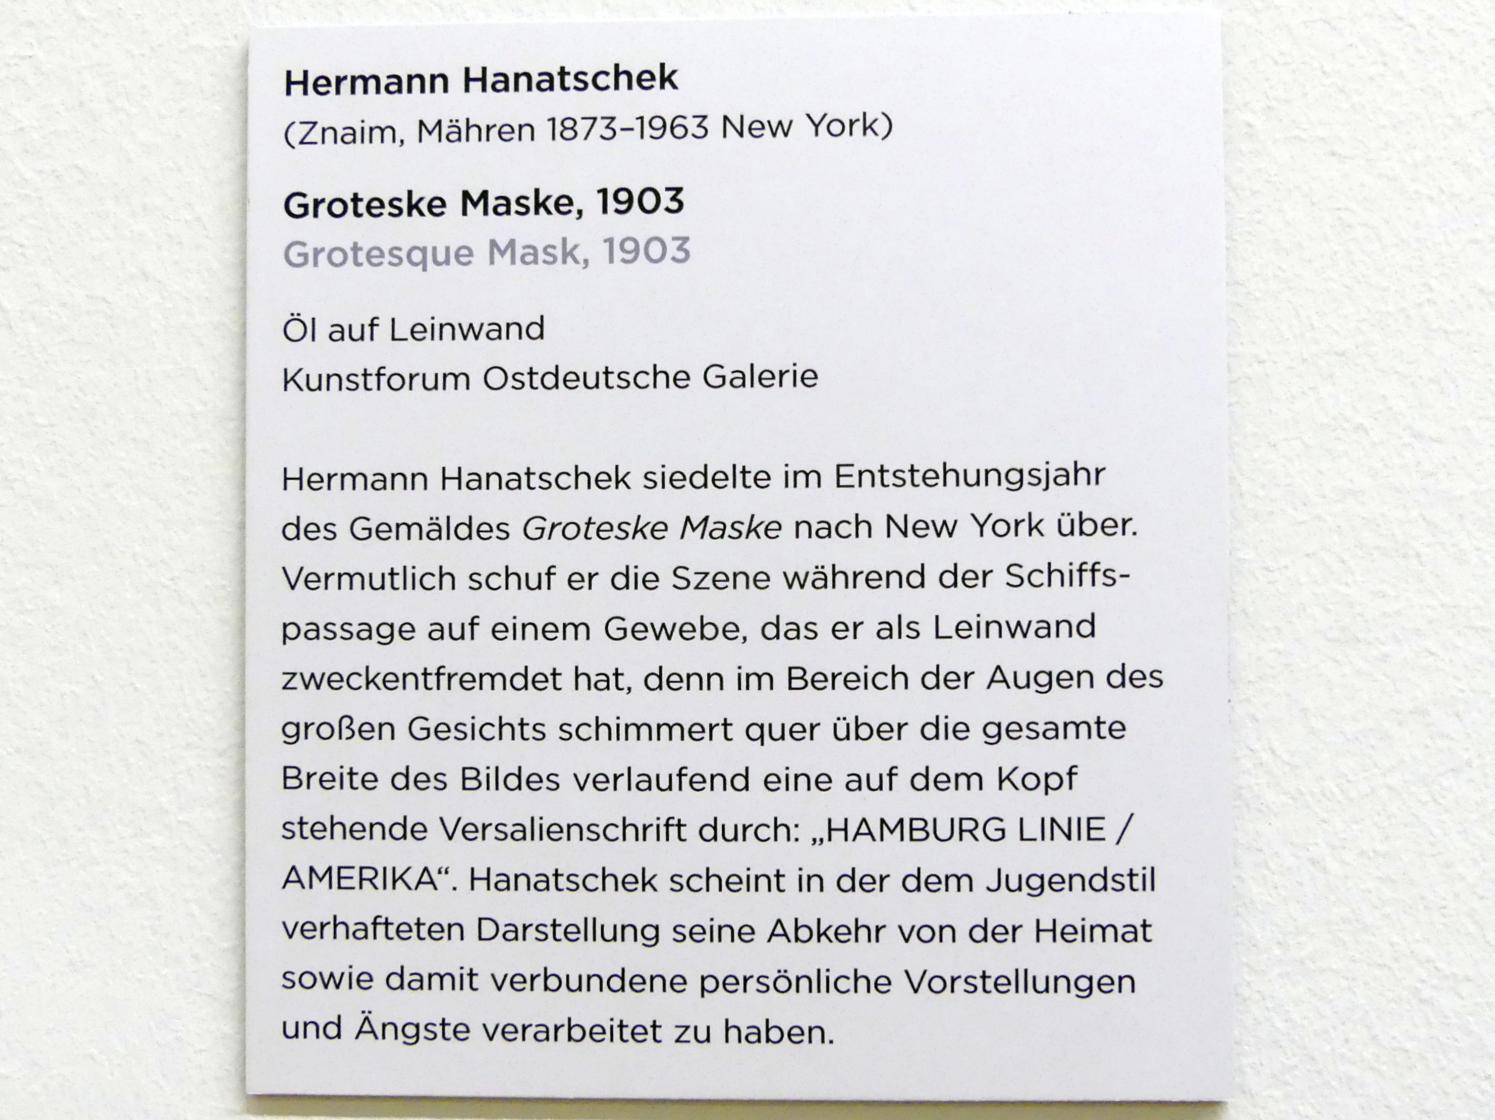 Hermann Hanatschek
(Znaim, Mähren 1873–1963 New York)
Groteske Maske, 1903
Grotesque Mask, 1903
Öl auf Leinwand
Kunstforum Ostdeutsche Galerie
Hermann Hanatschek siedelte im Entstehungsjahr
des Gemäldes Groteske Maske nach New York über.
Vermutlich schuf er die Szene während der Schiffs-
passage auf einem Gewebe, das er als Leinwand
zweckentfremdet hat, denn im Bereich der Augen des
großen Gesichts schimmert quer über die gesamte
Breite des Bildes verlaufend eine auf dem Kopf
stehende Versalienschrift durch: „HAMBURG LINIE /
AMERIKA“. Hanatschek scheint in der dem Jugendstil
verhafteten Darstellung seine Abkehr von der Heimat
sowie damit verbundene persönliche Vorstellungen
und Ängste verarbeitet zu haben.